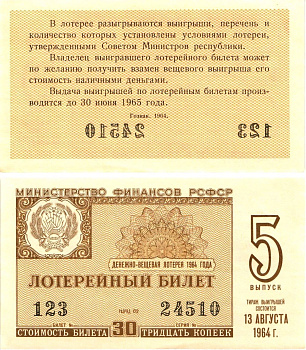 В лотерее разыгрываются выигрыши, перечень и
количество которых установлены условиями лотереи,
утвержденными Советом Министров республики.
Владелец выигравшего лотерейного билета может
по желанию получить взамен вещевого выигрыша его
стоимость наличными деньгами.
Выдача выигрышей по лотерейным билетам произ-
водится до 30 июня 1965 года.
Гознак. 1964.
24510 123
МИНИСТЕРСТВО ФИНАНСОВ РСФСР
5
ВЫПУСК
ДЕНЕЖНО-ВЕЩЕВАЯ ЛОТЕРЕЯ 1964 ГОДА
ЛОТЕРЕЙНЫЙ БИЛЕТ
ТИРАЖ ВЫИГРЫШЕЙ
СОСТОИТСЯ
13 АВГУСТА
1964 г.
123 24510
БИЛЕТ № СЕРИЯ №
СТОИМОСТЬ БИЛЕТА 30 ТРИДЦАТЬ КОПЕЕК